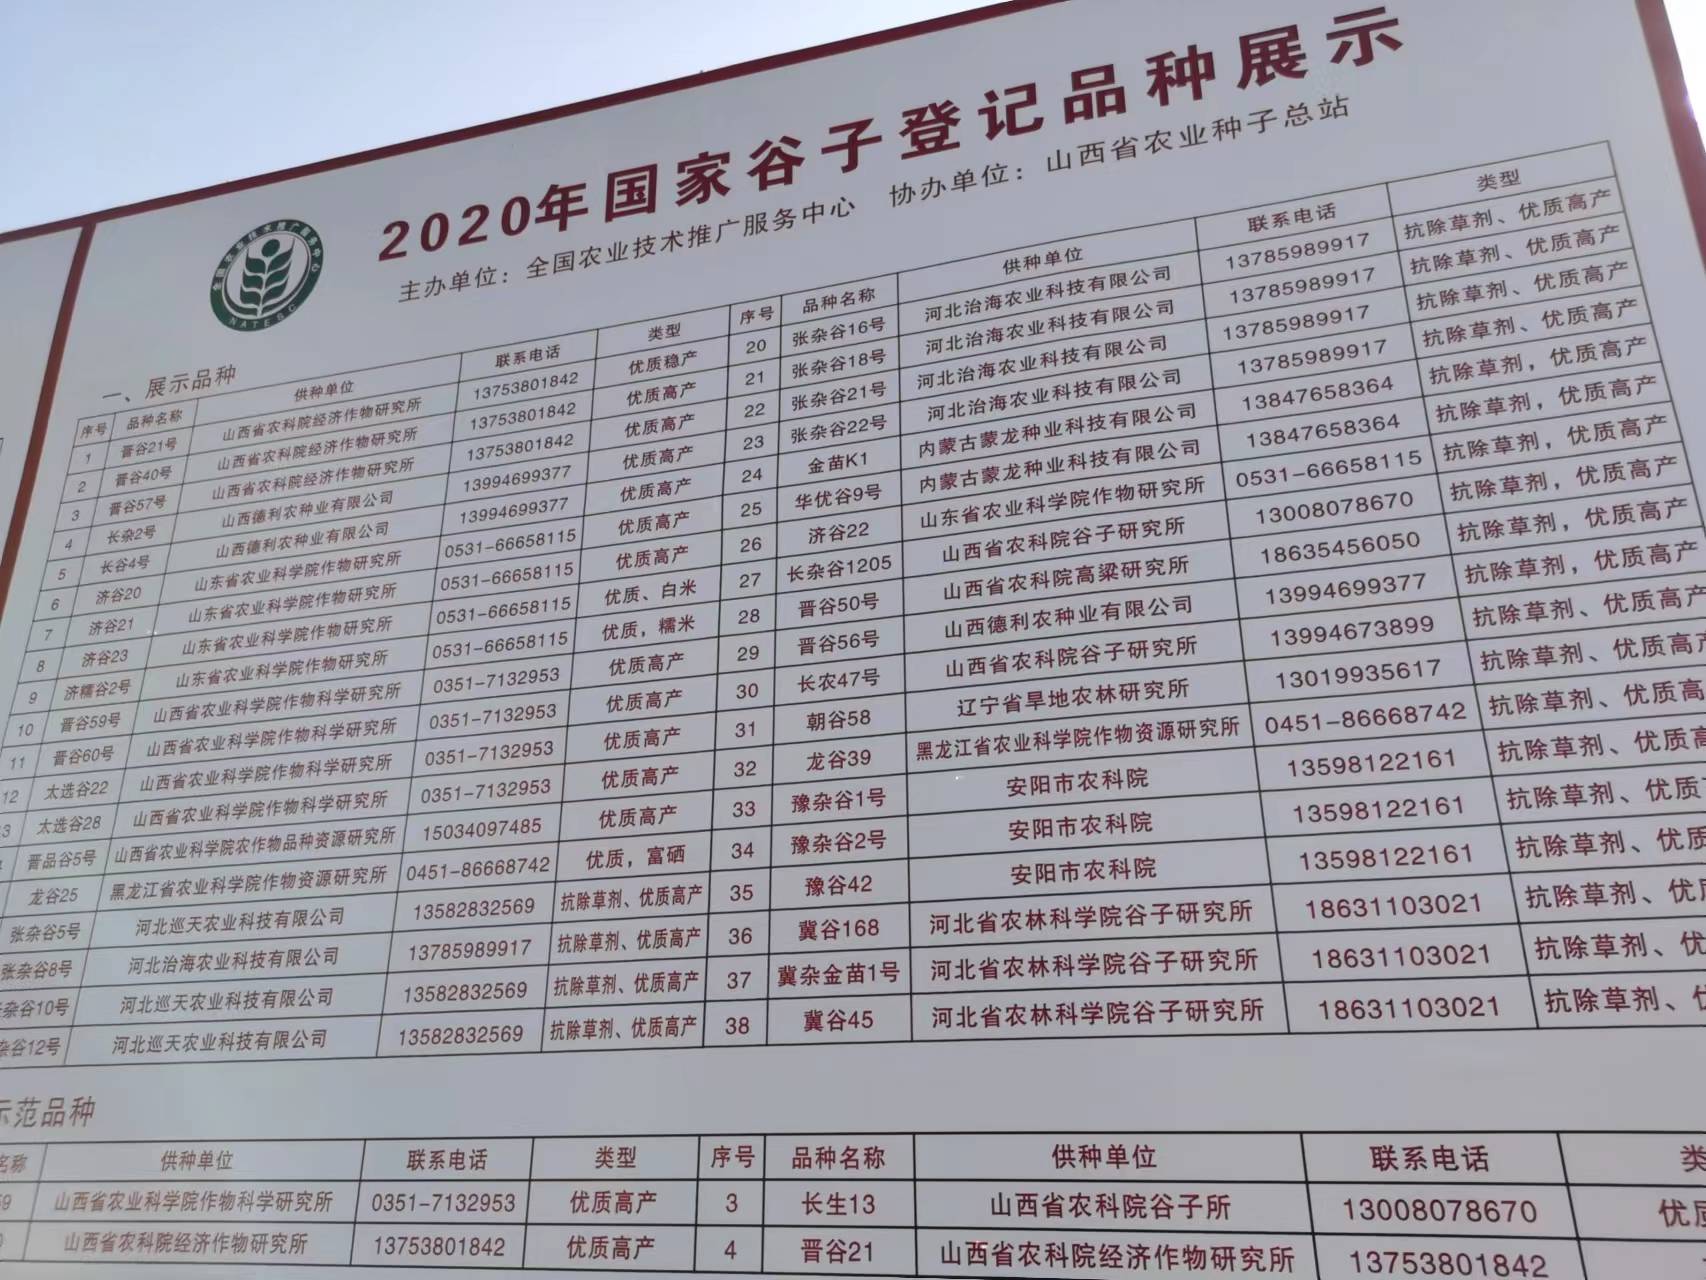 2020年国家谷子登记品种展示
主办单位：全国农业技术推广服务中心 协办单位：山西省农业种子总站
全国农业技术推广服务中心
NATESC
一、展示品种
序号 品种名称 供种单位 联系电话 类型 序号 品种名称 供种单位 联系电话 类型
1 晋谷21号 山西省农科院经济作物研究所 13753801842 优质稳产 20 张杂谷16号 河北治海农业科技有限公司 13785989917 抗除草剂、优质高产
2 晋谷40号 山西省农科院经济作物研究所 13753801842 优质高产 21 张杂谷18号 河北治海农业科技有限公司 13785989917 抗除草剂、优质高产
3 晋谷57号 山西省农科院经济作物研究所 13753801842 优质高产 22 张杂谷21号 河北治海农业科技有限公司 13785989917 抗除草剂、优质高产
4 长杂2号 山西德利农种业有限公司 13994699377 优质高产 23 张杂谷22号 河北治海农业科技有限公司 13785989917 抗除草剂、优质高产
5 长谷4号 山西德利农种业有限公司 13994699377 优质高产 24 金苗K1 内蒙古蒙龙种业科技有限公司 13847658364 抗除草剂，优质高产
6 济谷20 山东省农业科学院作物研究所 0531-66658115 优质高产 25 华优谷9号 内蒙古蒙龙种业科技有限公司 13847658364 抗除草剂，优质高产
7 济谷21 山东省农业科学院作物研究所 0531-66658115 优质高产 26 济谷22 山东省农业科学院作物研究所 0531-66658115 抗除草剂，优质高产
8 济谷23 山东省农业科学院作物研究所 0531-66658115 优质、白米 27 长杂谷1205 山西省农科院谷子研究所 13008078670 抗除草剂，优质高产
9 济糯谷2号 山东省农业科学院作物研究所 0531-66658115 优质，糯米 28 晋谷50号 山西省农科院高粱研究所 18635456050 抗除草剂，优质高产
10 晋谷59号 山西省农业科学院作物科学研究所 0351-7132953 优质高产 29 晋谷56号 山西德利农种业有限公司 13994699377 抗除草剂，优质高产
11 晋谷60号 山西省农业科学院作物科学研究所 0351-7132953 优质高产 30 长农47号 山西省农科院谷子研究所 13994673899 抗除草剂、优质高产
12 太选谷22 山西省农业科学院作物科学研究所 0351-7132953 优质高产 31 朝谷58 辽宁省旱地农林研究所 13019935617 抗除草剂、优质高产
3 太选谷28 山西省农业科学院作物科学研究所 0351-7132953 优质高产 32 龙谷39 黑龙江省农业科学院作物资源研究所 0451-86668742 抗除草剂、优质高
晋品谷5号 山西省农业科学院农作物品种资源研究所 15034097485 优质高产 33 豫杂谷1号 安阳市农科院 13598122161 抗除草剂、优质高
龙谷25 黑龙江省农业科学院作物资源研究所 0451-86668742 优质，富硒 34 豫杂谷2号 安阳市农科院 13598122161 抗除草剂、优质
张杂谷5号 河北巡天农业科技有限公司 13582832569 抗除草剂、优质高产 35 豫谷42 安阳市农科院 13598122161 抗除草剂、优质
张杂谷8号 河北治海农业科技有限公司 13785989917 抗除草剂、优质高产 36 冀谷168 河北省农林科学院谷子研究所 18631103021 抗除草剂、优
杂谷10号 河北巡天农业科技有限公司 13582832569 抗除草剂、优质高产 37 冀杂金苗1号 河北省农林科学院谷子研究所 18631103021 抗除草剂、优
杂谷12号 河北巡天农业科技有限公司 13582832569 抗除草剂、优质高产 38 冀谷45 河北省农林科学院谷子研究所 18631103021 抗除草剂、优
示范品种
名称 供种单位 联系电话 类型 序号 品种名称 供种单位 联系电话 类
山西省农业科学院作物科学研究所 0351-7132953 优质高产 3 长生13 山西省农科院谷子所 13008078670 优质
山西省农科院经济作物研究所 13753801842 优质高产 4 晋谷21 山西省农科院经济作物研究所 13753801842